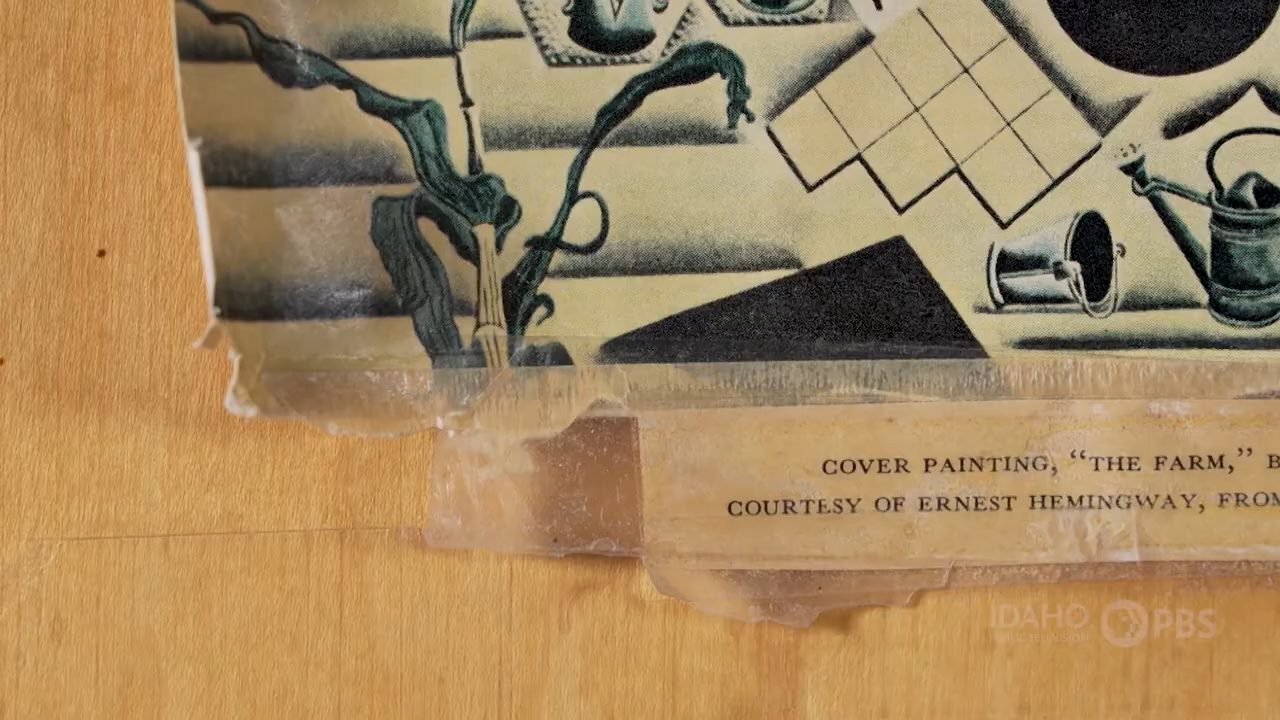 COVER PAINTING, "THE FARM," B
COURTESY OF ERNEST HEMINGWAY, FROM
IDAHO PBS